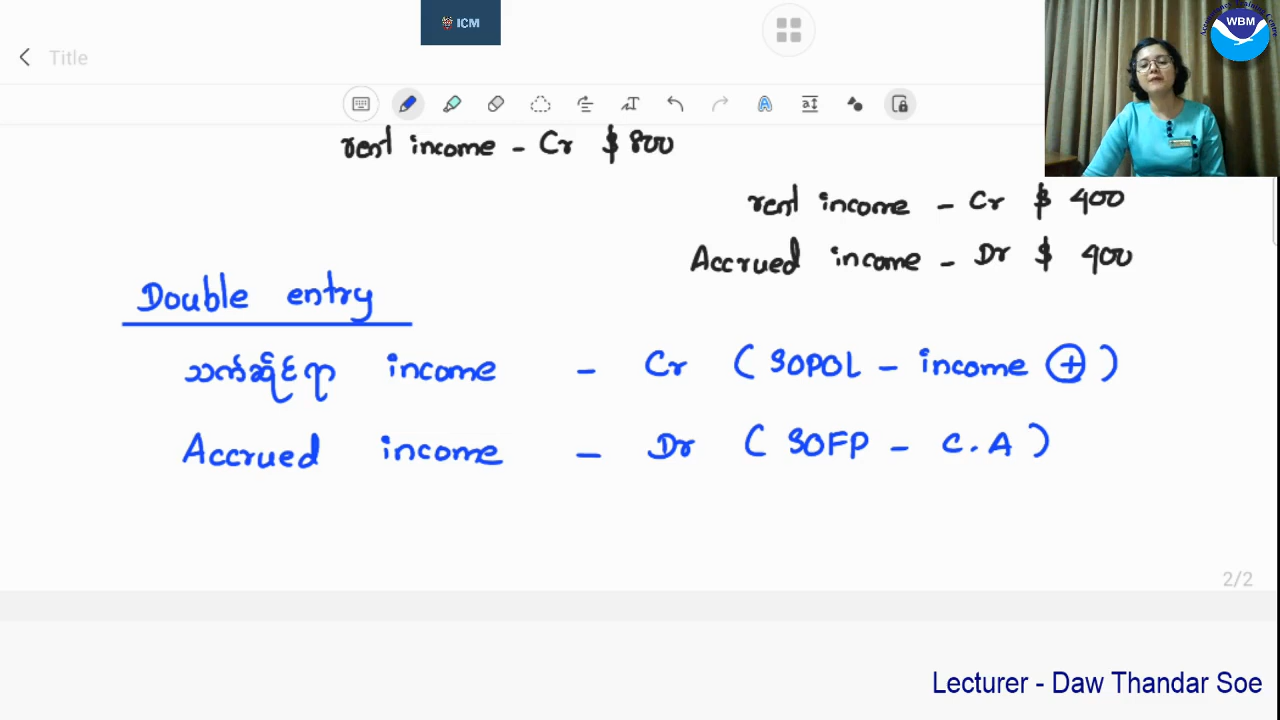 ICM
Title
WBM
rent income - Cr $ 800
rent income - Cr $ 400
Accrued income - Dr $ 400
Double entry
သက်ဆိုင်ရာ income - Cr ( SOPOL - income + )
Accrued income - Dr ( SOFP - C.A )
2/2
Lecturer - Daw Thandar Soe